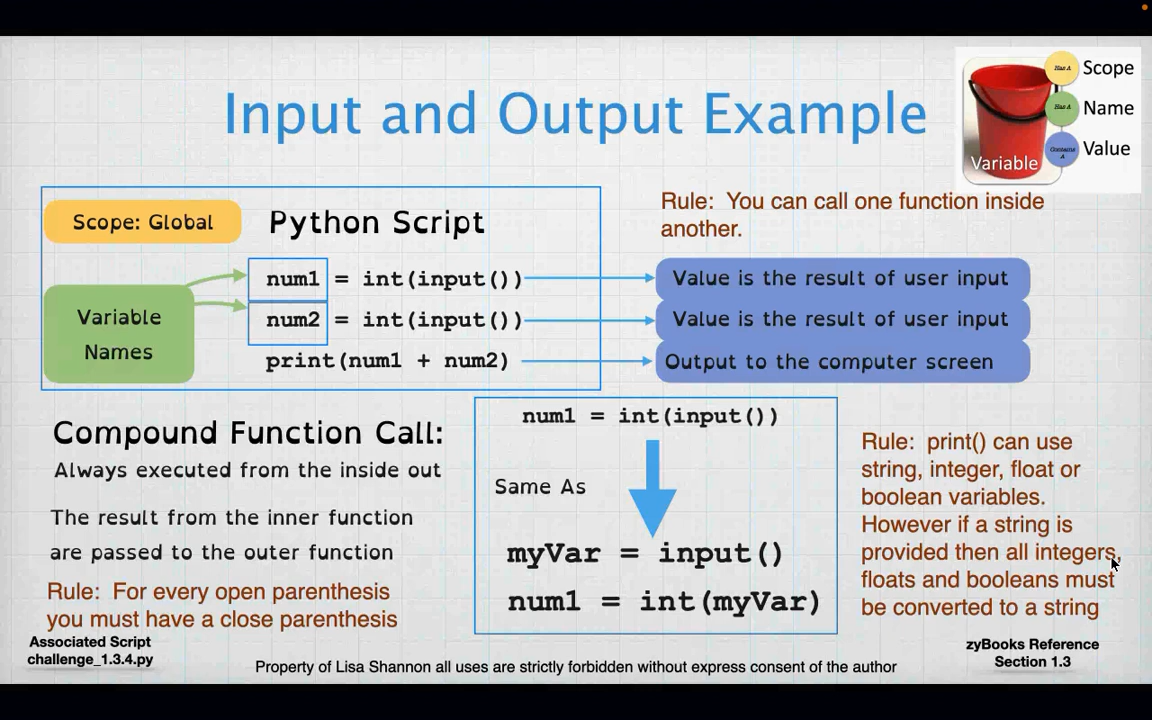 Input and Output Example
Has A
Scope
Has A
Name
Contains
A
Value
Variable
Scope: Global
Python Script
Variable
Names
num1 = int(input())
num2 = int(input())
print(num1 + num2)
Rule:  You can call one function inside
another.
Value is the result of user input
Value is the result of user input
Output to the computer screen
Compound Function Call:
Always executed from the inside out
The result from the inner function
are passed to the outer function
Rule:  For every open parenthesis
you must have a close parenthesis
num1 = int(input())
Same As
myVar = input()
num1 = int(myVar)
Rule:  print() can use
string, integer, float or
boolean variables.
However if a string is
provided then all integers,
floats and booleans must
be converted to a string
Associated Script
challenge_1.3.4.py
Property of Lisa Shannon all uses are strictly forbidden without express consent of the author
zyBooks Reference
Section 1.3